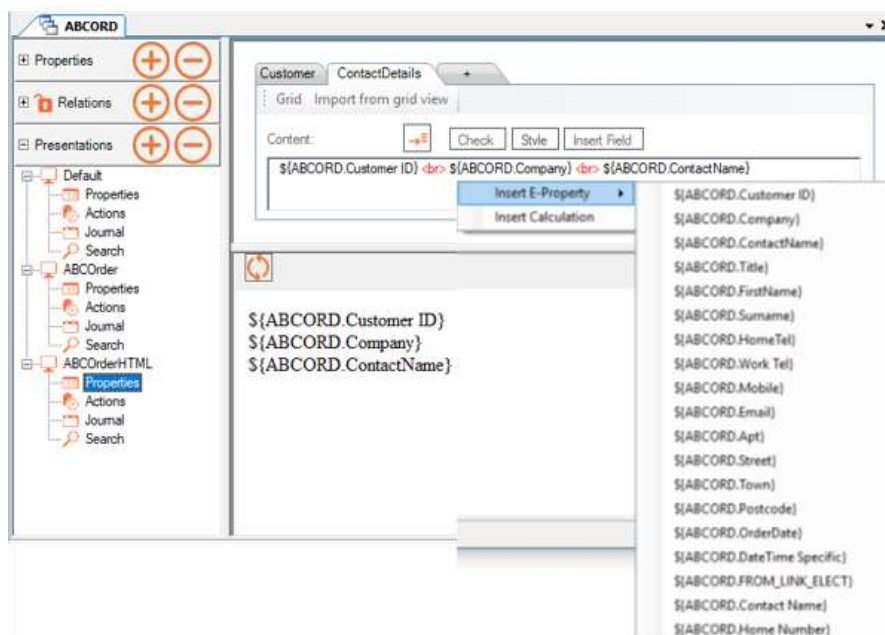 ABCORD
Properties
Relations
Presentations
Default
Properties
Actions
Journal
Search
ABCOrder
Properties
Actions
Journal
Search
ABCOrderHTML
Properties
Actions
Journal
Search
Customer ContactDetails +
Grid Import from grid view
Content: Check Style Insert Field
${ABCORD.Customer ID} <br> ${ABCORD.Company} <br> ${ABCORD.ContactName}
Insert E-Property
Insert Calculation
${ABCORD.Customer ID}
${ABCORD.Company}
${ABCORD.ContactName}
${ABCORD.Title}
${ABCORD.FirstName}
${ABCORD.Surname}
${ABCORD.HomeTel}
${ABCORD.Work Tel}
${ABCORD.Mobile}
${ABCORD.Email}
${ABCORD.Apt}
${ABCORD.Street}
${ABCORD.Town}
${ABCORD.Postcode}
${ABCORD.OrderDate}
${ABCORD.DateTime Specific}
${ABCORD.FROM_LINK_ELECT}
${ABCORD.Contact Name}
${ABCORD.Home Number}
${ABCORD.Customer ID}
${ABCORD.Company}
${ABCORD.ContactName}